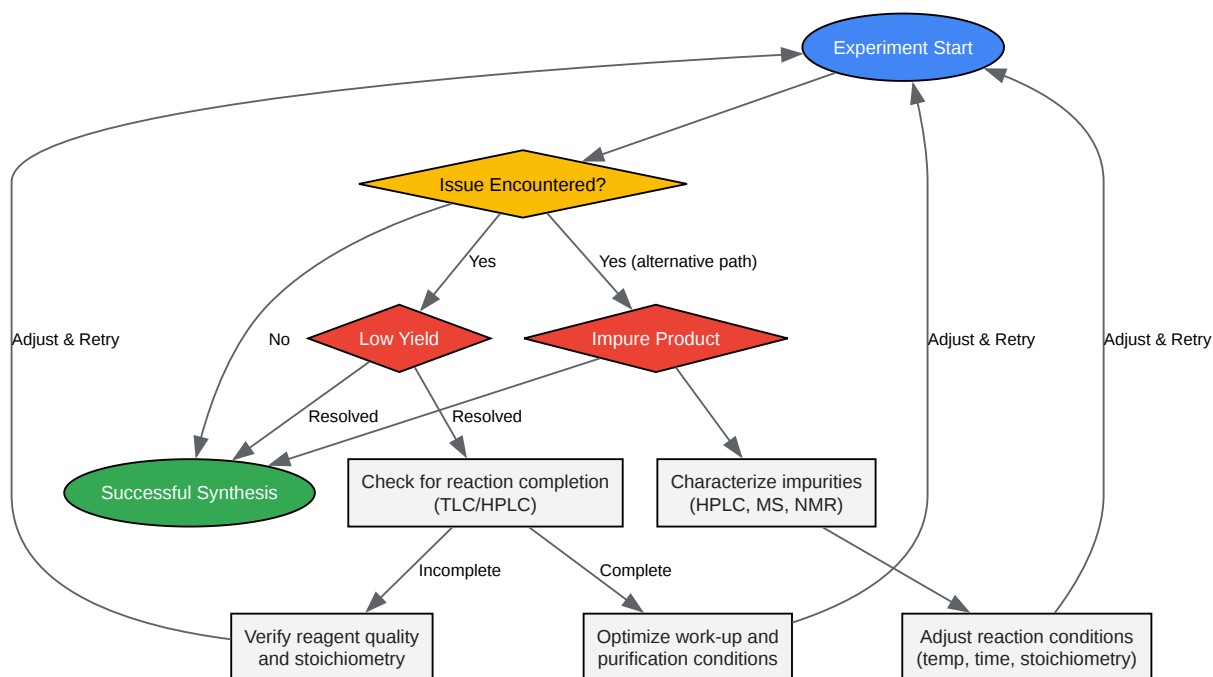 Experiment Start
Issue Encountered?
Yes
Yes (alternative path)
Adjust & Retry
No
Low Yield
Impure Product
Adjust & Retry
Adjust & Retry
Resolved
Resolved
Successful Synthesis
Check for reaction completion
(TLC/HPLC)
Characterize impurities
(HPLC, MS, NMR)
Incomplete
Complete
Verify reagent quality
and stoichiometry
Optimize work-up and
purification conditions
Adjust reaction conditions
(temp, time, stoichiometry)